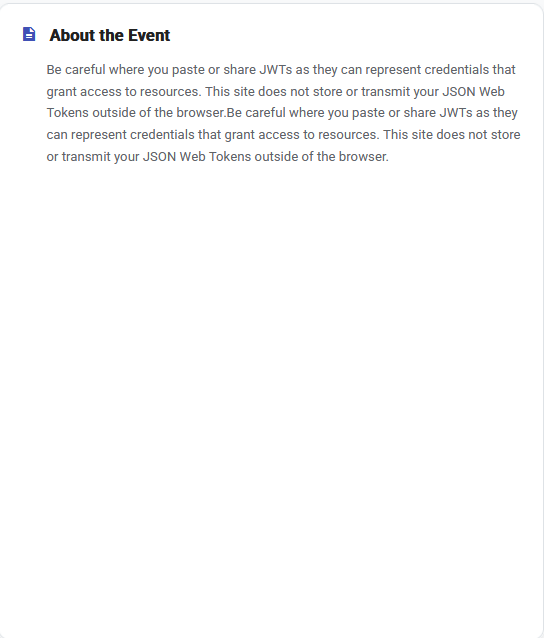 About the Event
Be careful where you paste or share JWTs as they can represent credentials that
grant access to resources. This site does not store or transmit your JSON Web
Tokens outside of the browser.Be careful where you paste or share JWTs as they
can represent credentials that grant access to resources. This site does not store
or transmit your JSON Web Tokens outside of the browser.